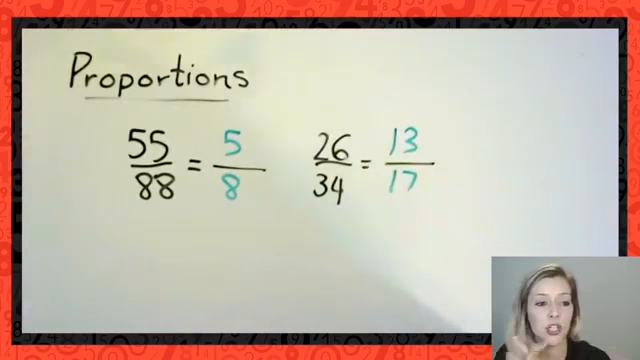 Proportions
55/88 = 5/8
26/34 = 13/17